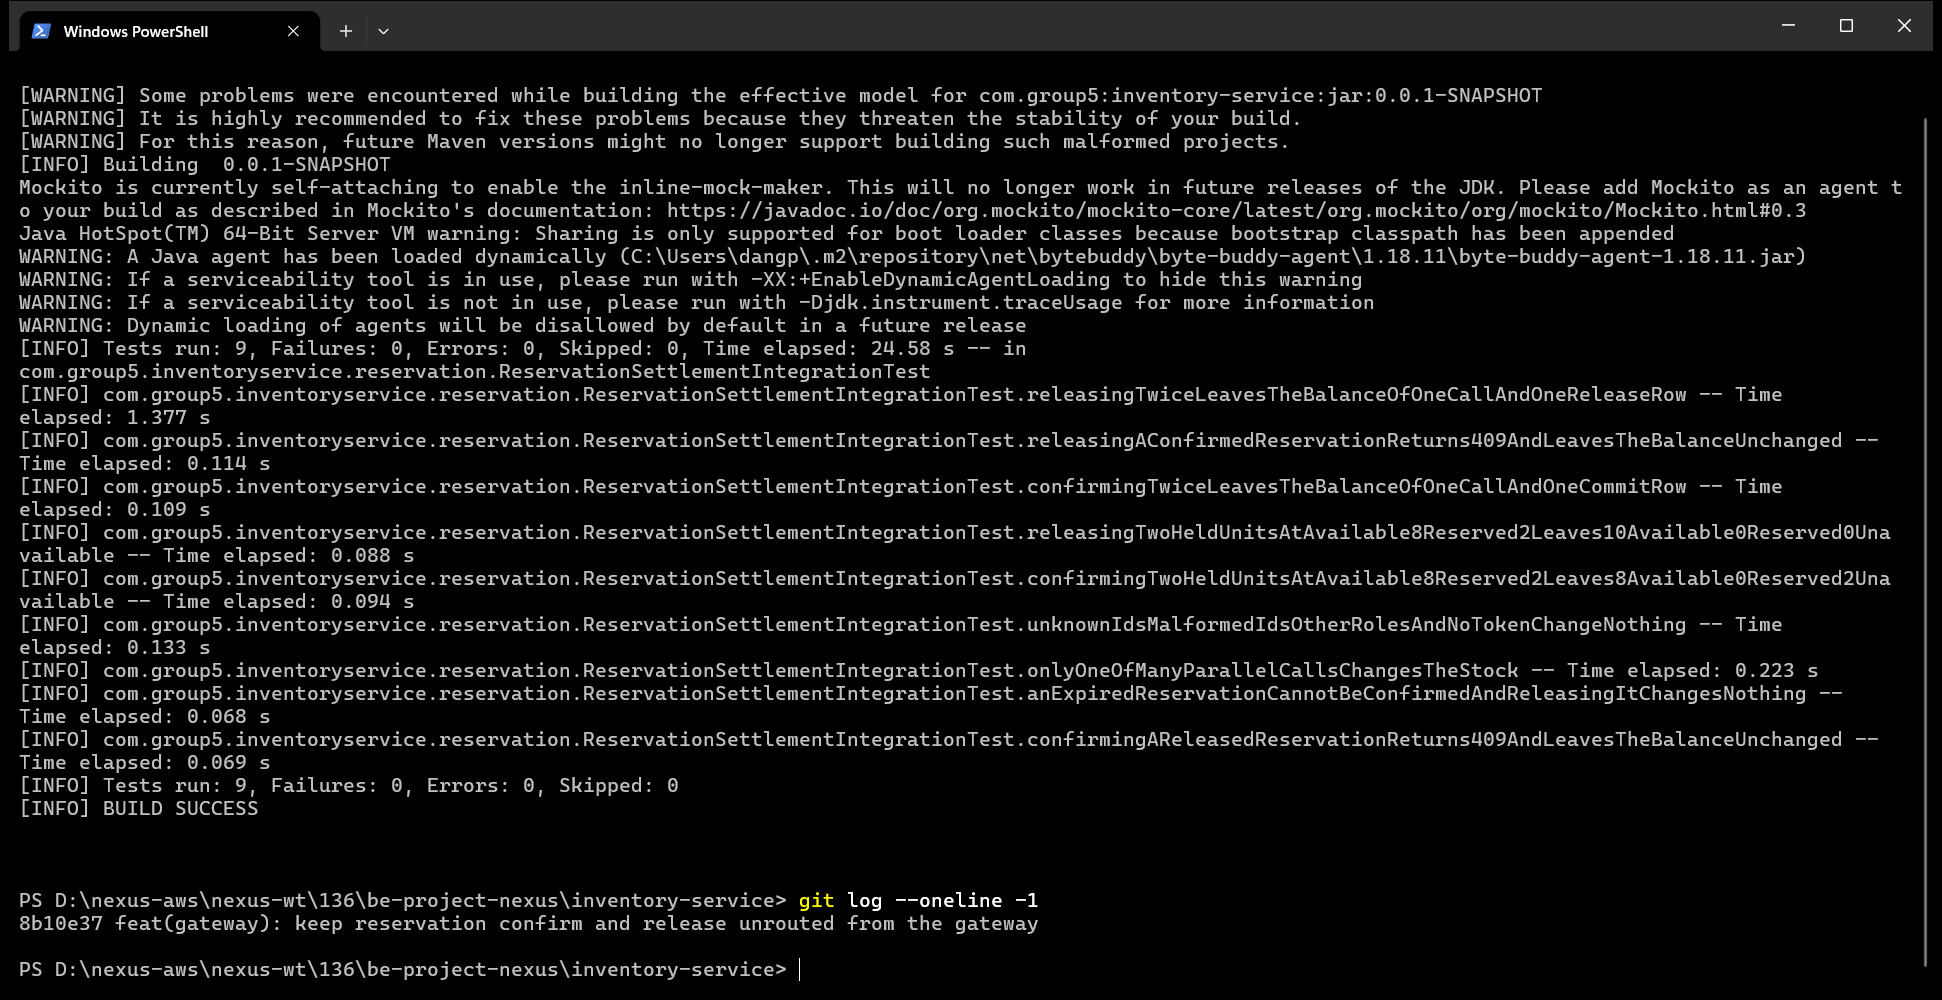 Windows PowerShell
[WARNING] Some problems were encountered while building the effective model for com.group5:inventory-service:jar:0.0.1-SNAPSHOT
[WARNING] It is highly recommended to fix these problems because they threaten the stability of your build.
[WARNING] For this reason, future Maven versions might no longer support building such malformed projects.
[INFO] Building  0.0.1-SNAPSHOT
Mockito is currently self-attaching to enable the inline-mock-maker. This will no longer work in future releases of the JDK. Please add Mockito as an agent t
o your build as described in Mockito's documentation: https://javadoc.io/doc/org.mockito/mockito-core/latest/org.mockito/org/mockito/Mockito.html#0.3
Java HotSpot(TM) 64-Bit Server VM warning: Sharing is only supported for boot loader classes because bootstrap classpath has been appended
WARNING: A Java agent has been loaded dynamically (C:\Users\dangp\.m2\repository\net\bytebuddy\byte-buddy-agent\1.18.11\byte-buddy-agent-1.18.11.jar)
WARNING: If a serviceability tool is in use, please run with -XX:+EnableDynamicAgentLoading to hide this warning
WARNING: If a serviceability tool is not in use, please run with -Djdk.instrument.traceUsage for more information
WARNING: Dynamic loading of agents will be disallowed by default in a future release
[INFO] Tests run: 9, Failures: 0, Errors: 0, Skipped: 0, Time elapsed: 24.58 s -- in
com.group5.inventoryservice.reservation.ReservationSettlementIntegrationTest
[INFO] com.group5.inventoryservice.reservation.ReservationSettlementIntegrationTest.releasingTwiceLeavesTheBalanceOfOneCallAndOneReleaseRow -- Time
elapsed: 1.377 s
[INFO] com.group5.inventoryservice.reservation.ReservationSettlementIntegrationTest.releasingAConfirmedReservationReturns409AndLeavesTheBalanceUnchanged --
Time elapsed: 0.114 s
[INFO] com.group5.inventoryservice.reservation.ReservationSettlementIntegrationTest.confirmingTwiceLeavesTheBalanceOfOneCallAndOneCommitRow -- Time
elapsed: 0.109 s
[INFO] com.group5.inventoryservice.reservation.ReservationSettlementIntegrationTest.releasingTwoHeldUnitsAtAvailable8Reserved2Leaves10Available0Reserved0Una
vailable -- Time elapsed: 0.088 s
[INFO] com.group5.inventoryservice.reservation.ReservationSettlementIntegrationTest.confirmingTwoHeldUnitsAtAvailable8Reserved2Leaves8Available0Reserved2Una
vailable -- Time elapsed: 0.094 s
[INFO] com.group5.inventoryservice.reservation.ReservationSettlementIntegrationTest.unknownIdsMalformedIdsOtherRolesAndNoTokenChangeNothing -- Time
elapsed: 0.133 s
[INFO] com.group5.inventoryservice.reservation.ReservationSettlementIntegrationTest.onlyOneOfManyParallelCallsChangesTheStock -- Time elapsed: 0.223 s
[INFO] com.group5.inventoryservice.reservation.ReservationSettlementIntegrationTest.anExpiredReservationCannotBeConfirmedAndReleasingItChangesNothing --
Time elapsed: 0.068 s
[INFO] com.group5.inventoryservice.reservation.ReservationSettlementIntegrationTest.confirmingAReleasedReservationReturns409AndLeavesTheBalanceUnchanged --
Time elapsed: 0.069 s
[INFO] Tests run: 9, Failures: 0, Errors: 0, Skipped: 0
[INFO] BUILD SUCCESS
PS D:\nexus-aws\nexus-wt\136\be-project-nexus\inventory-service> git log --oneline -1
8b10e37 feat(gateway): keep reservation confirm and release unrouted from the gateway
PS D:\nexus-aws\nexus-wt\136\be-project-nexus\inventory-service>